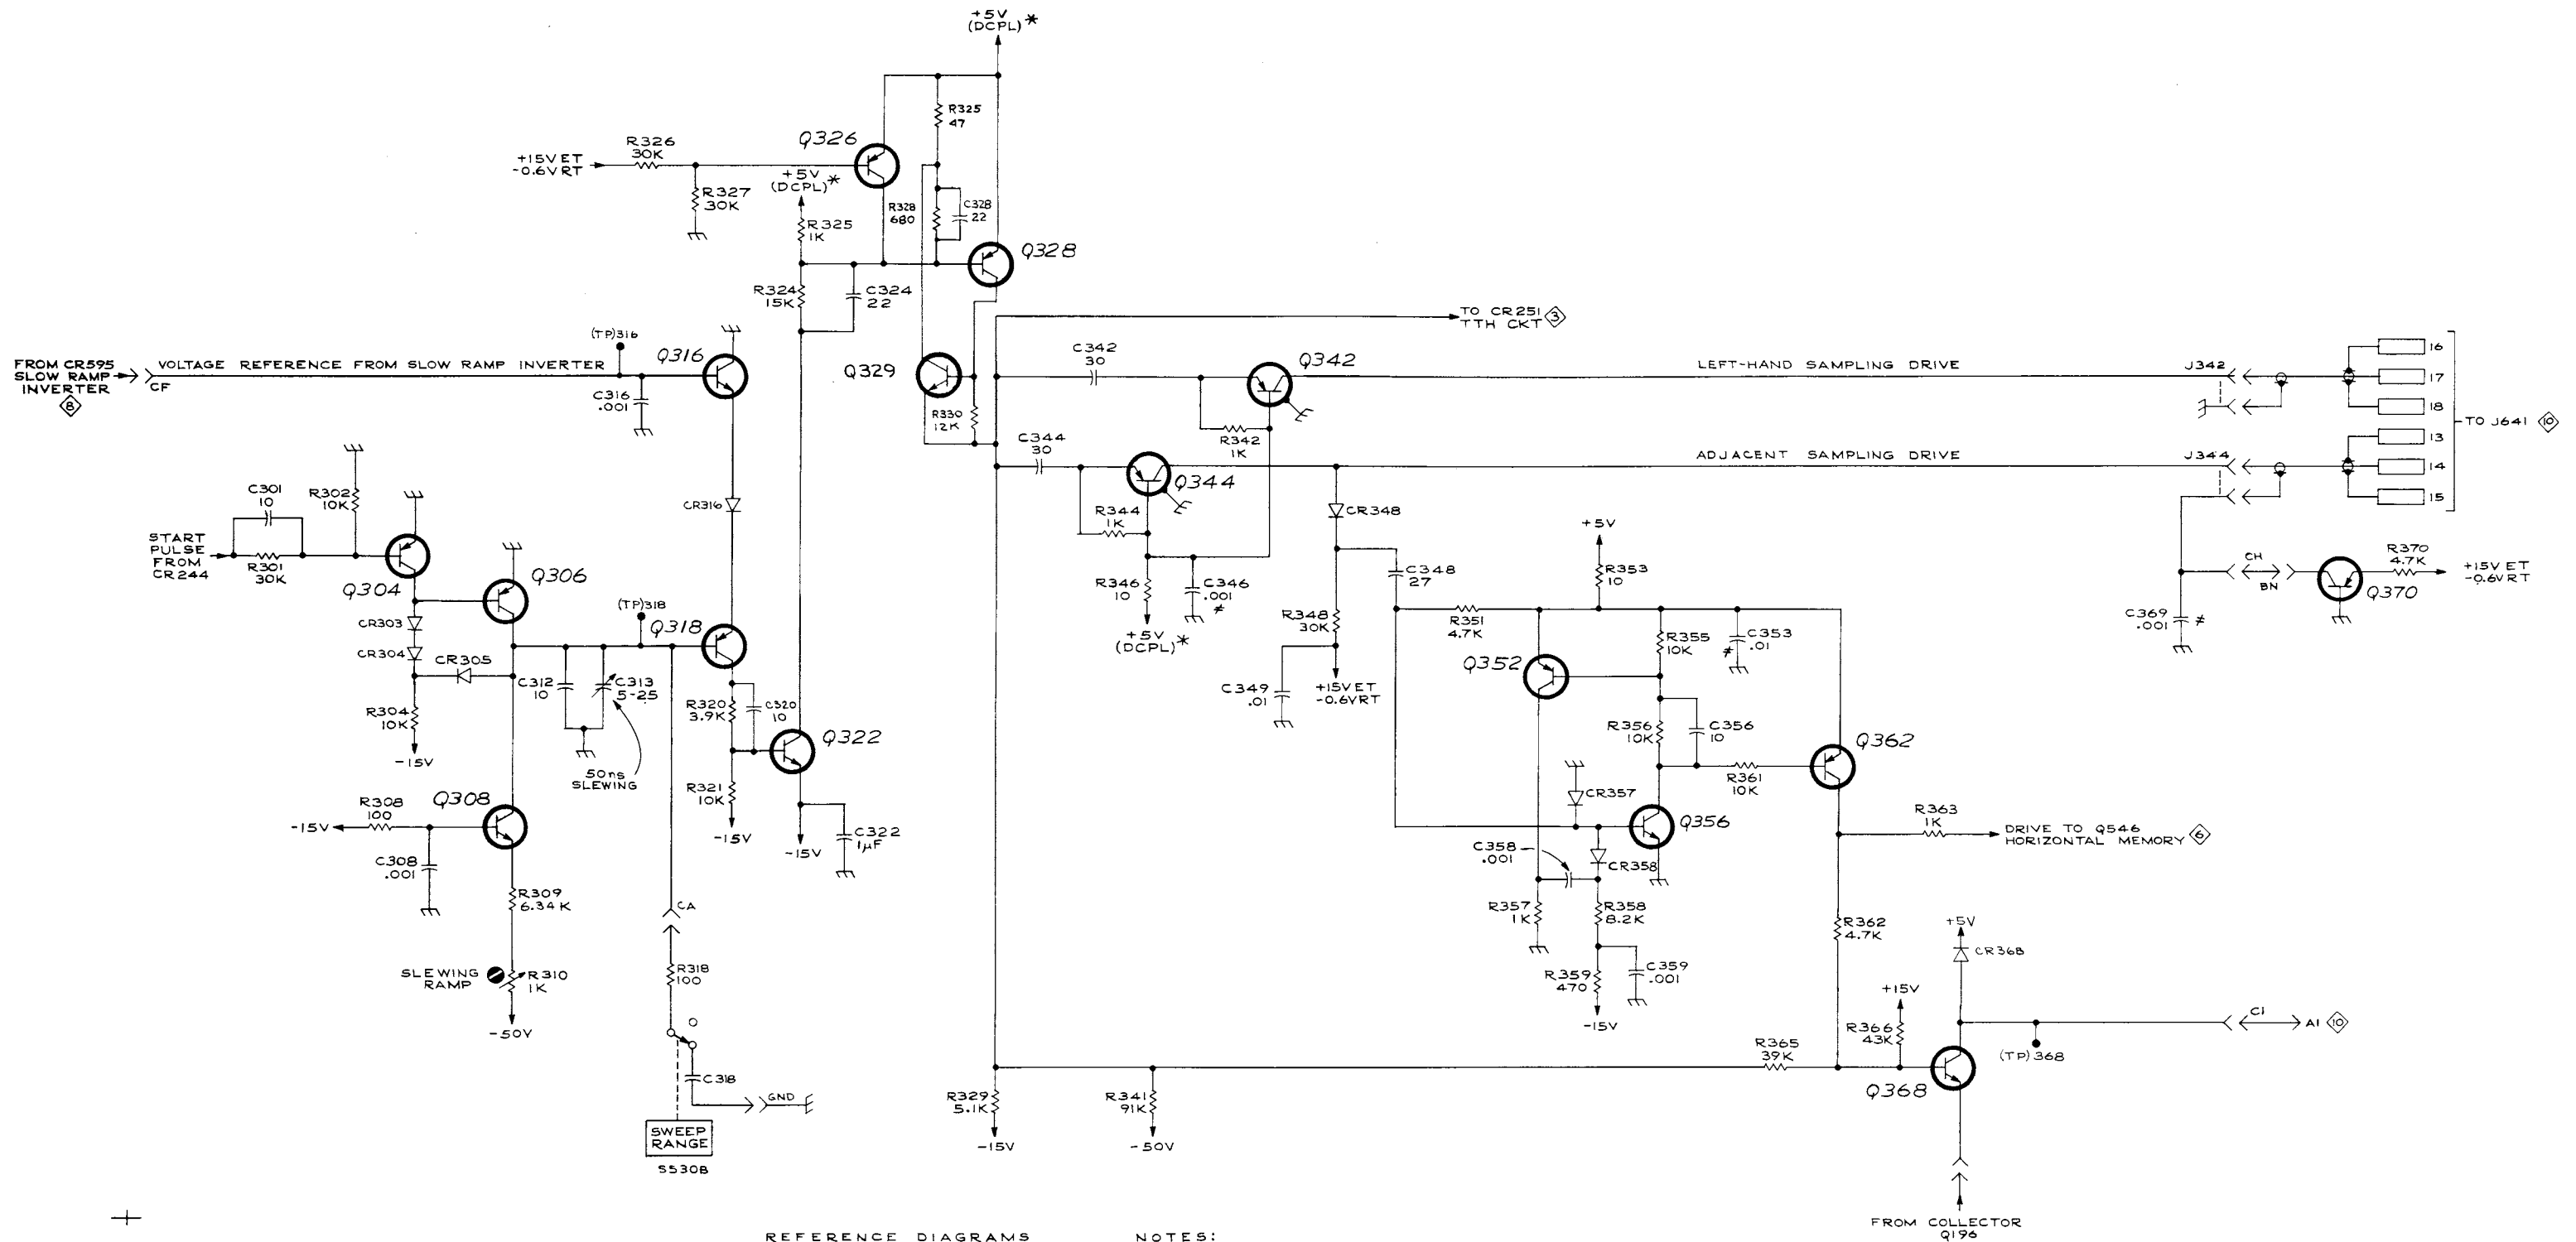 +5V
(DCPL)*
R325
47
Q326
R326
30K
+15V ET
-0.6V RT
+5V
(DCPL)*
R327
30K
R328
680
C328
22
R325
1K
Q328
R324
15K
C324
22
TO CR251
TTH CKT 3
(TP)316
FROM CR595
SLOW RAMP
INVERTER
8
CF
VOLTAGE REFERENCE FROM SLOW RAMP INVERTER
Q316
C316
.001
Q329
R330
12K
C342
30
Q342
R342
1K
LEFT-HAND SAMPLING DRIVE
J342
16
17
18
13
14
15
TO J641 10
C344
30
Q344
R344
1K
ADJACENT SAMPLING DRIVE
J344
C301
10
R302
10K
START
PULSE
FROM
CR244
R301
30K
Q304
Q306
CR316
CR348
+5V
R353
10
C348
27
R346
10
C346
.001
≠
+5V
(DCPL)*
R348
30K
C349
.01
+15V ET
-0.6V RT
CH
BN
R370
4.7K
+15V ET
-0.6V RT
Q370
C369
.001 ≠
CR303
CR304
CR305
(TP)318
Q318
R351
4.7K
R355
10K
C353
.01
≠
Q352
C312
10
C313
5-25
R304
10K
-15V
50ns
SLEWING
R320
3.9K
C320
10
Q322
R321
10K
-15V
-15V
C322
1µF
R356
10K
C356
10
Q362
R361
10K
CR357
Q356
C358
.001
CR358
R363
1K
DRIVE TO Q546
HORIZONTAL MEMORY 6
R308
100
-15V
Q308
C308
.001
R309
6.34K
SLEWING
RAMP
R310
1K
-50V
CA
R318
100
O
C318
GND
SWEEP
RANGE
S530B
R357
1K
R358
8.2K
R359
470
C359
.001
-15V
R362
4.7K
+5V
CR368
+15V
R366
43K
R365
39K
Q368
(TP)368
C1
A1 10
R329
5.1K
-15V
R341
91K
-50V
FROM COLLECTOR
Q196
REFERENCE DIAGRAMS
NOTES: